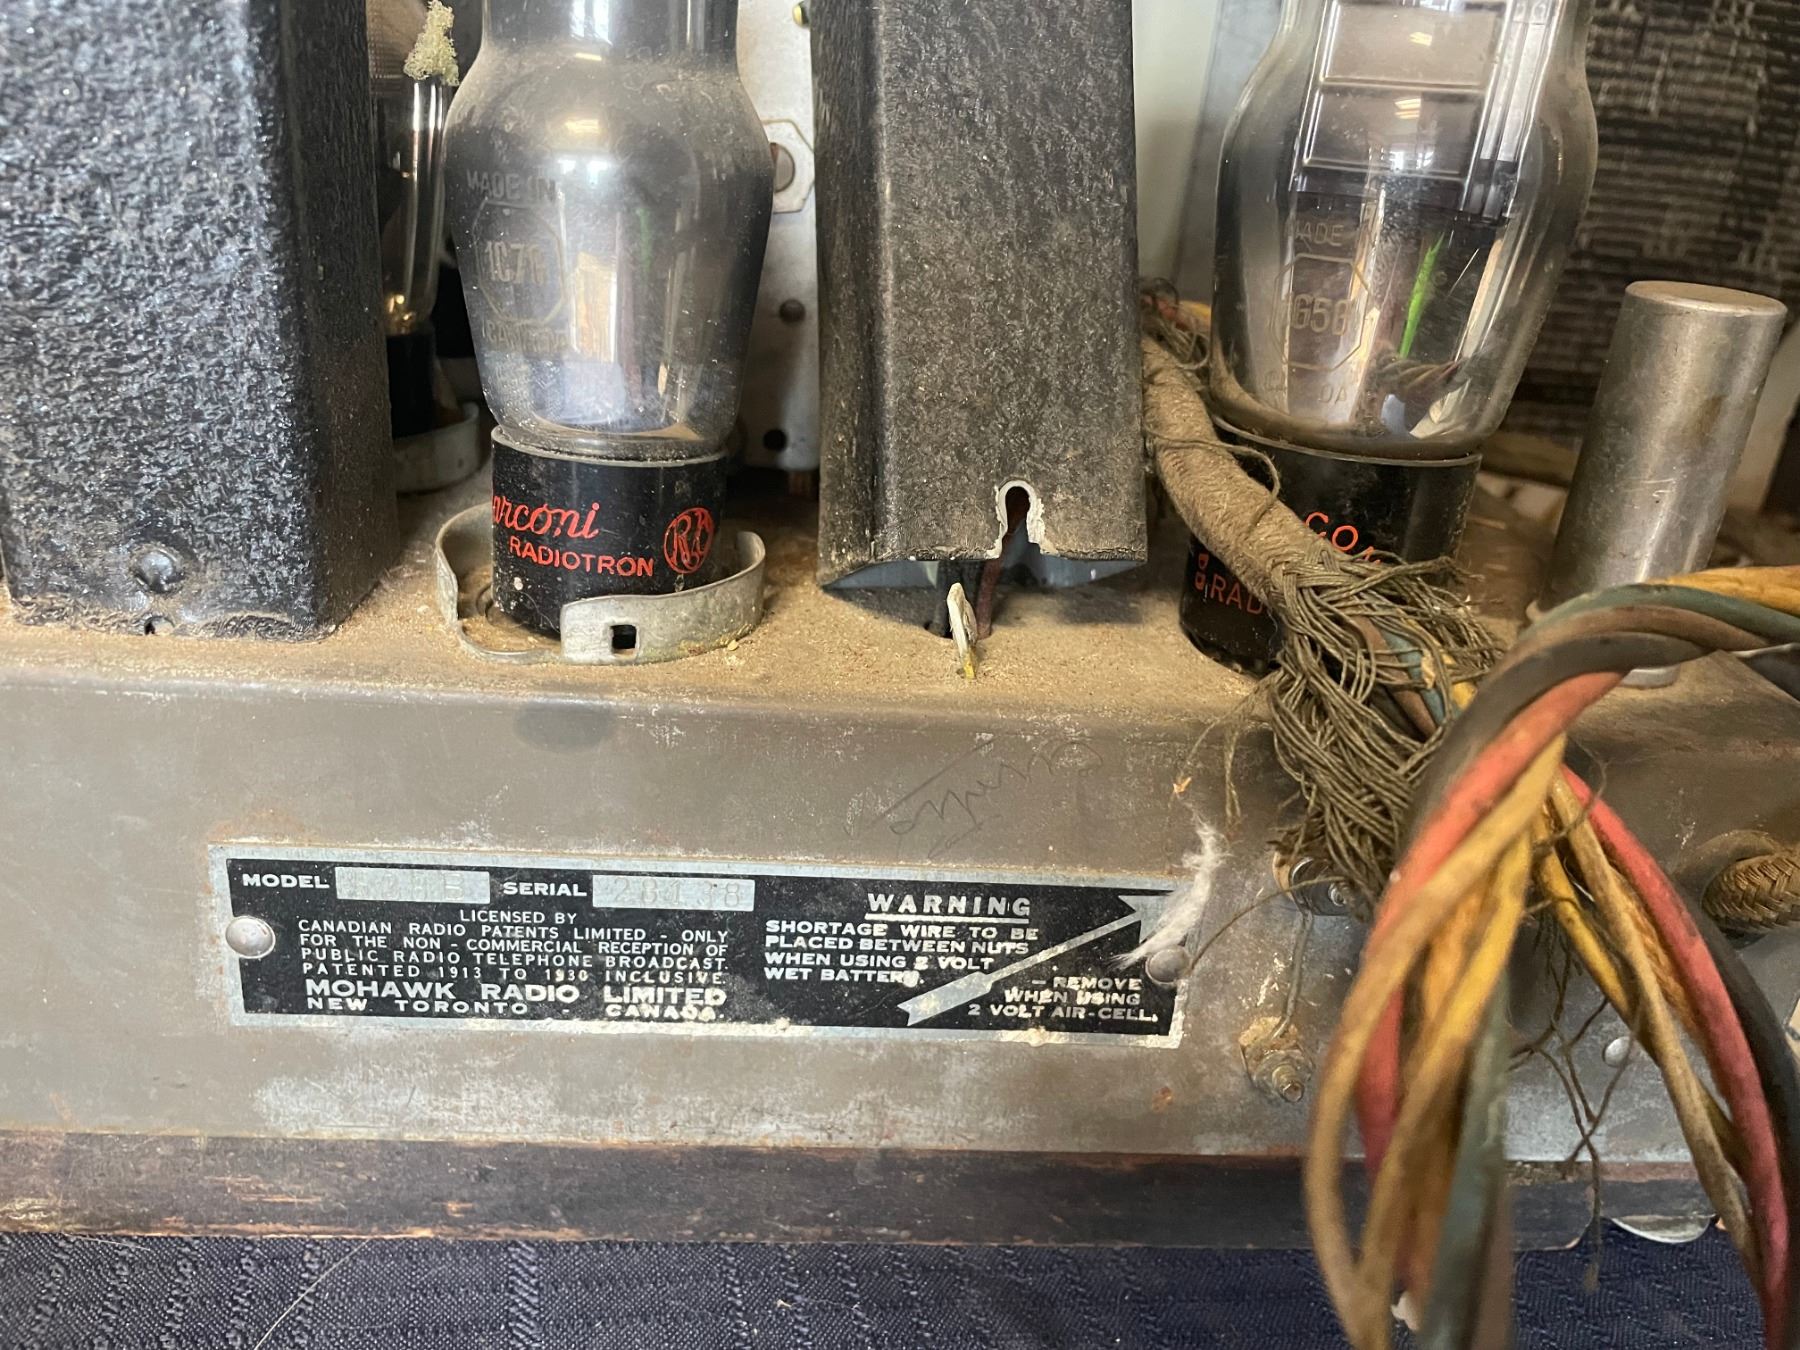 MADE IN
1C7G
arconi
RADIOTRON
MADE
G5G
RAD
MODEL SERIAL 28138
LICENSED BY
CANADIAN RADIO PATENTS LIMITED - ONLY
FOR THE NON - COMMERCIAL RECEPTION OF
PUBLIC RADIO TELEPHONE BROADCAST
PATENTED 1913 TO 1930 INCLUSIVE
MOHAWK RADIO LIMITED
NEW TORONTO - CANADA.
WARNING
SHORTAGE WIRE TO BE
PLACED BETWEEN NUTS
WHEN USING 2 VOLT
WET BATTERY.
- REMOVE
WHEN USING
2 VOLT AIR-CELL.